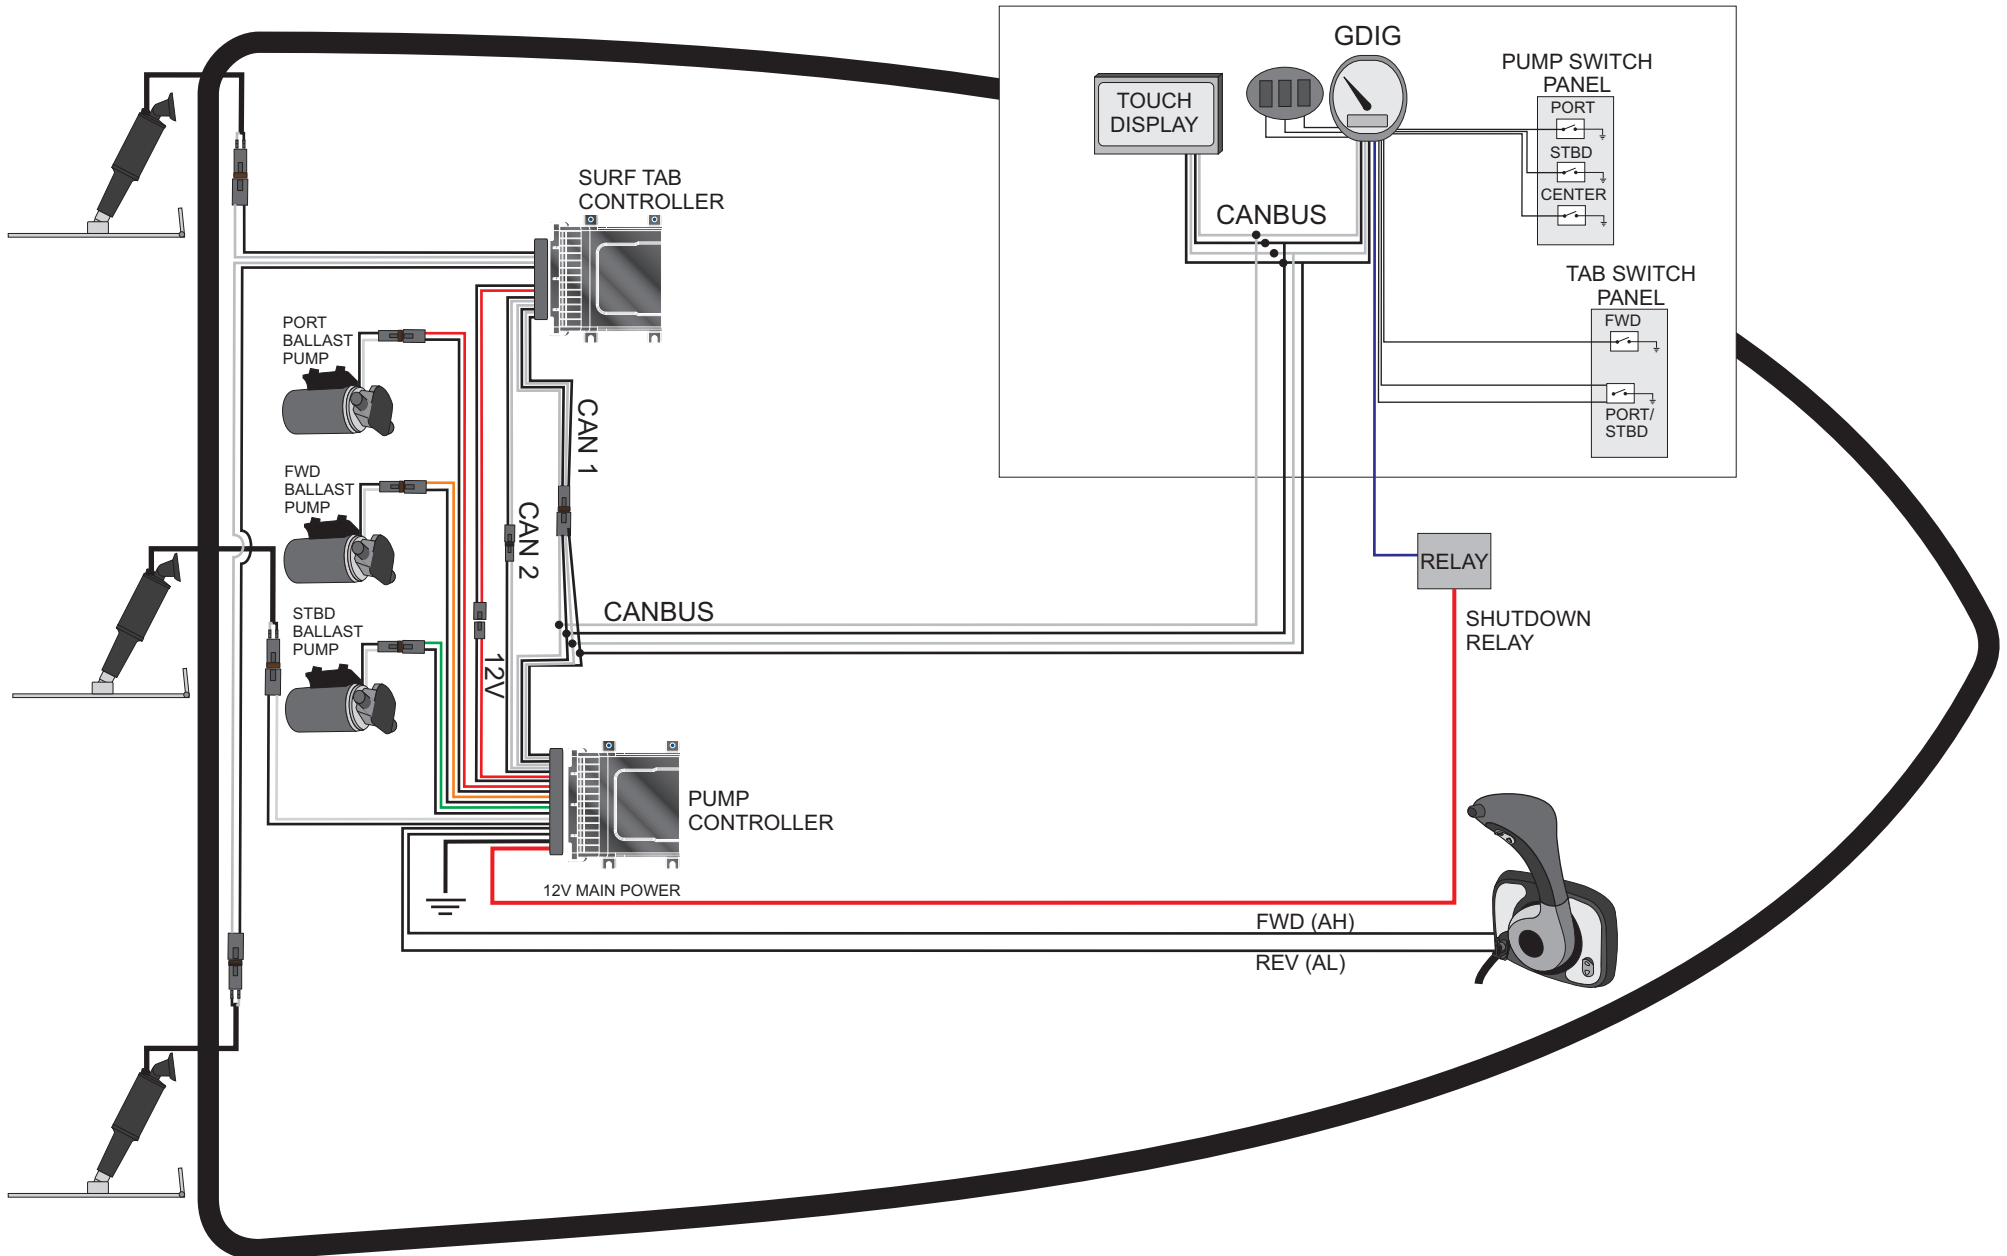 GDIG
PUMP SWITCH
PANEL
TOUCH
DISPLAY
PORT
STBD
CENTER
CANBUS
TAB SWITCH
PANEL
FWD
PORT/
STBD
SURF TAB
CONTROLLER
PORT
BALLAST
PUMP
CAN 1
FWD
BALLAST
PUMP
CAN 2
RELAY
SHUTDOWN
RELAY
STBD
BALLAST
PUMP
CANBUS
12V
PUMP
CONTROLLER
12V MAIN POWER
FWD (AH)
REV (AL)